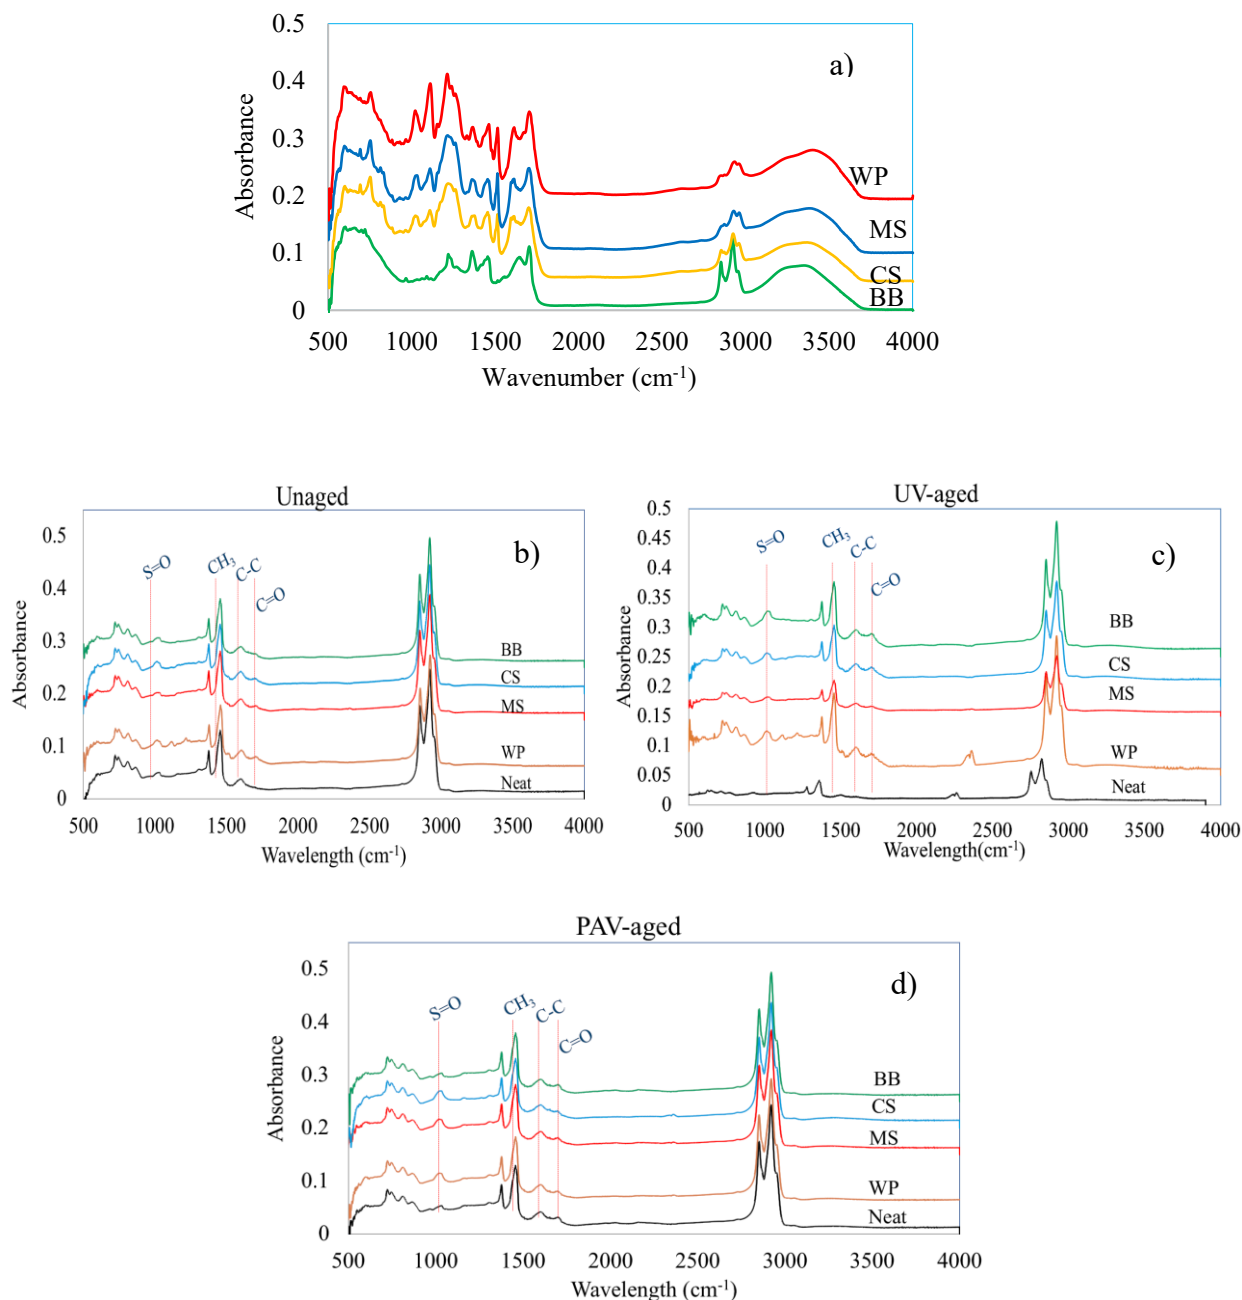 a)
0.5
0.4
0.3
0.2
0.1
0
Absorbance
WP
MS
CS
BB
500 1000 1500 2000 2500 3000 3500 4000
Wavenumber (cm-1)
Unaged
b)
0.5
0.4
0.3
0.2
0.1
0
Absorbance
S=O
CH3
C-C
C=O
BB
CS
MS
WP
Neat
500 1000 1500 2000 2500 3000 3500 4000
Wavelength (cm-1)
UV-aged
c)
0.5
0.45
0.4
0.35
0.3
0.25
0.2
0.15
0.1
0.05
0
Absorbance
S=O
CH3
C-C
C=O
BB
CS
MS
WP
Neat
500 1000 1500 2000 2500 3000 3500 4000
Wavelength(cm-1)
PAV-aged
d)
0.5
0.4
0.3
0.2
0.1
0
Absorbance
S=O
CH3
C-C
C=O
BB
CS
MS
WP
Neat
500 1000 1500 2000 2500 3000 3500 4000
Wavelength (cm-1)